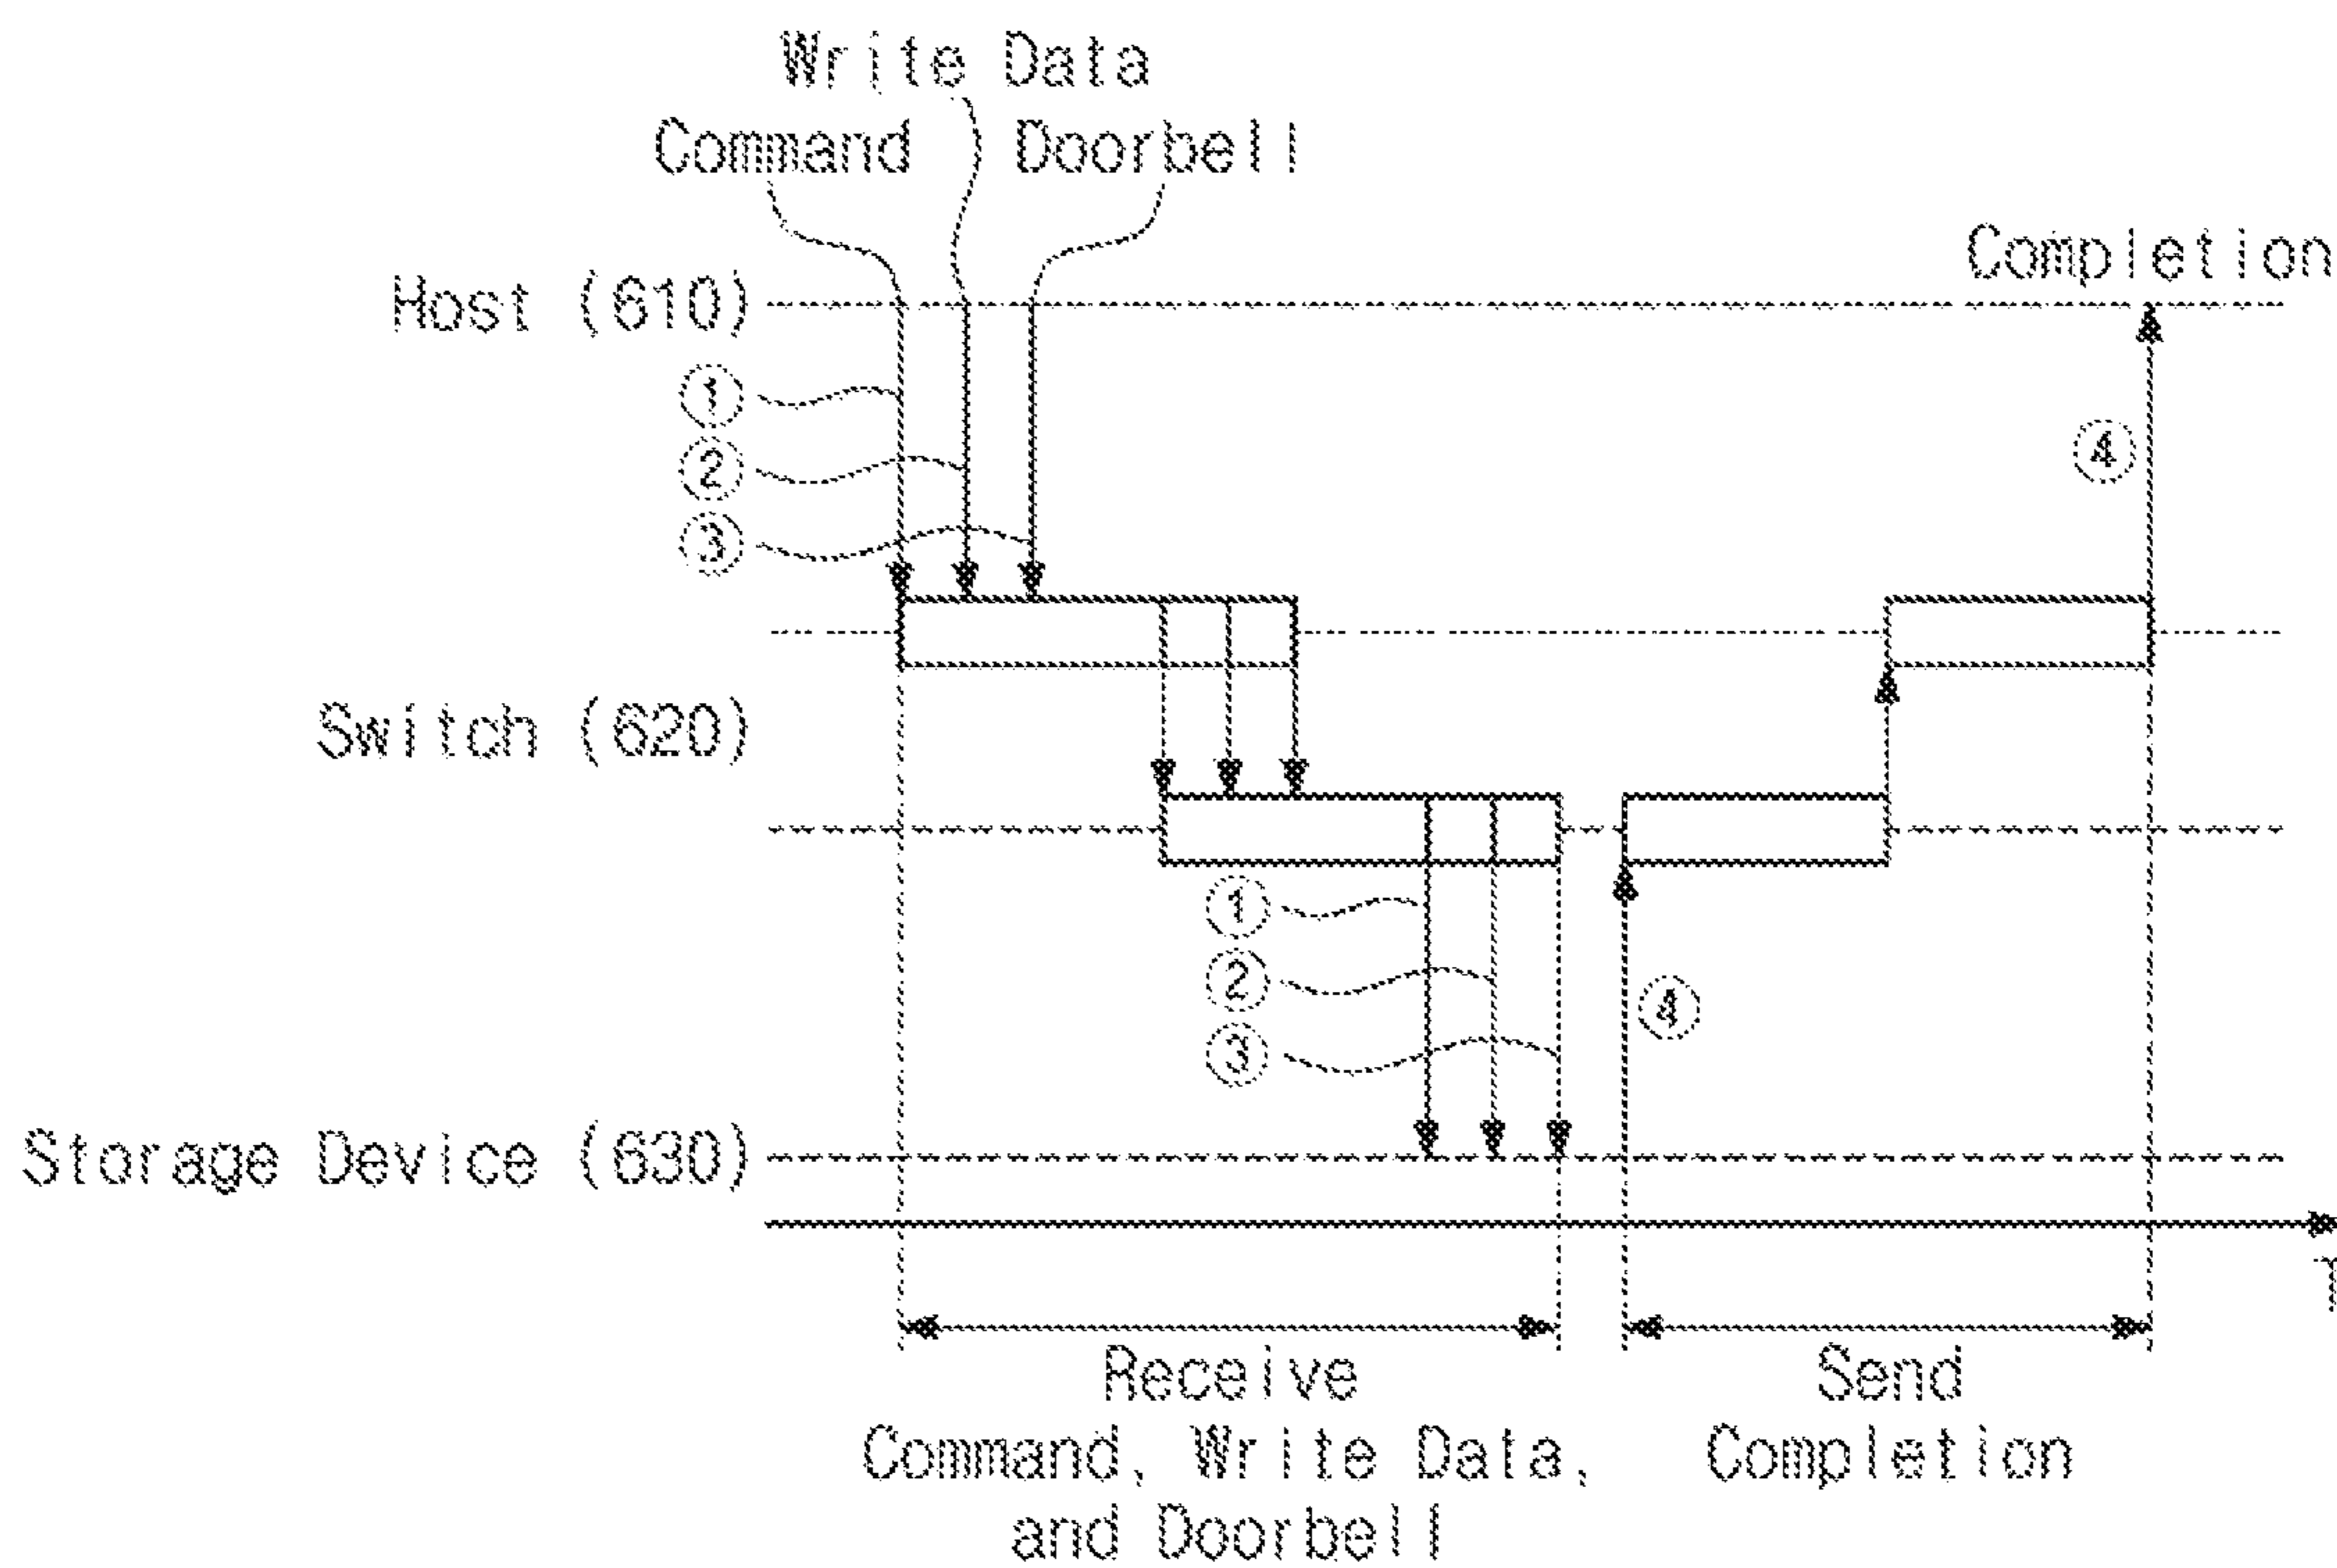 Write Data
Command Doorbell
Completion
Host (610)
①
②
③
④
Switch (620)
①
②
③
④
Storage Device (630)
T
Receive
Command, Write Data,
and Doorbell
Send
Completion